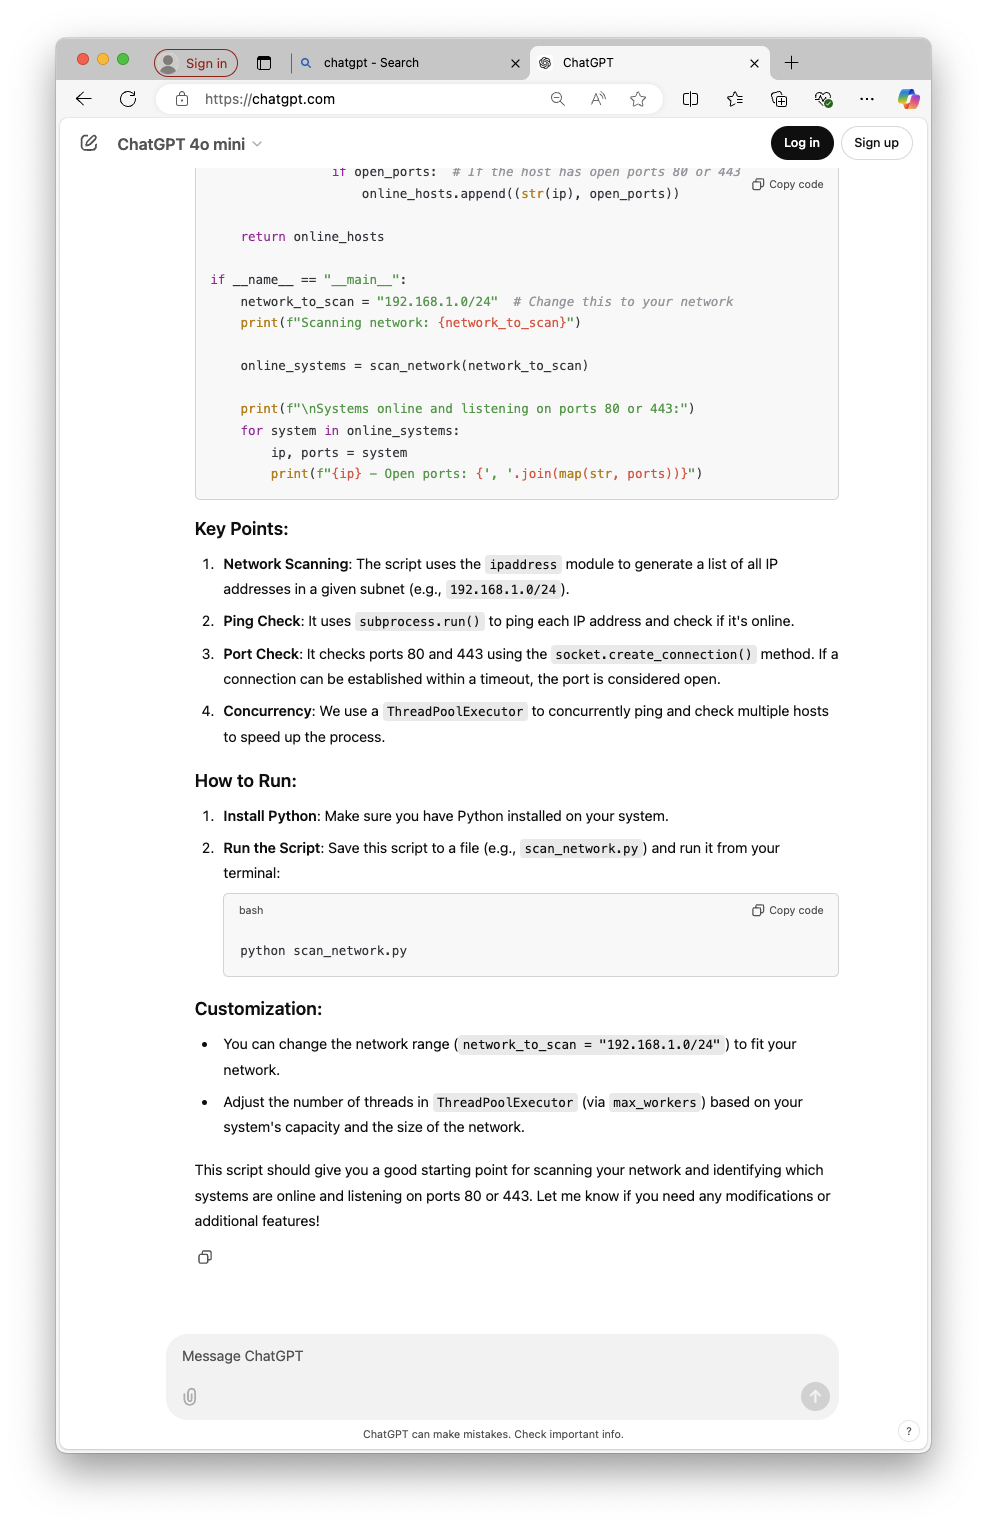 Sign in
chatgpt - Search
ChatGPT
https://chatgpt.com
ChatGPT 4o mini
Log in
Sign up
if open_ports:  # If the host has open ports 80 or 443
Copy code
online_hosts.append((str(ip), open_ports))
return online_hosts
if __name__ == "__main__":
network_to_scan = "192.168.1.0/24"  # Change this to your network
print(f"Scanning network: {network_to_scan}")
online_systems = scan_network(network_to_scan)
print(f"\nSystems online and listening on ports 80 or 443:")
for system in online_systems:
ip, ports = system
print(f"{ip} - Open ports: {', '.join(map(str, ports))}")
Key Points:
1. Network Scanning: The script uses the ipaddress module to generate a list of all IP
addresses in a given subnet (e.g., 192.168.1.0/24 ).
2. Ping Check: It uses subprocess.run() to ping each IP address and check if it's online.
3. Port Check: It checks ports 80 and 443 using the socket.create_connection() method. If a
connection can be established within a timeout, the port is considered open.
4. Concurrency: We use a ThreadPoolExecutor to concurrently ping and check multiple hosts
to speed up the process.
How to Run:
1. Install Python: Make sure you have Python installed on your system.
2. Run the Script: Save this script to a file (e.g., scan_network.py ) and run it from your
terminal:
bash
Copy code
python scan_network.py
Customization:
• You can change the network range ( network_to_scan = "192.168.1.0/24" ) to fit your
network.
• Adjust the number of threads in ThreadPoolExecutor (via max_workers ) based on your
system's capacity and the size of the network.
This script should give you a good starting point for scanning your network and identifying which
systems are online and listening on ports 80 or 443. Let me know if you need any modifications or
additional features!
Message ChatGPT
ChatGPT can make mistakes. Check important info.
?